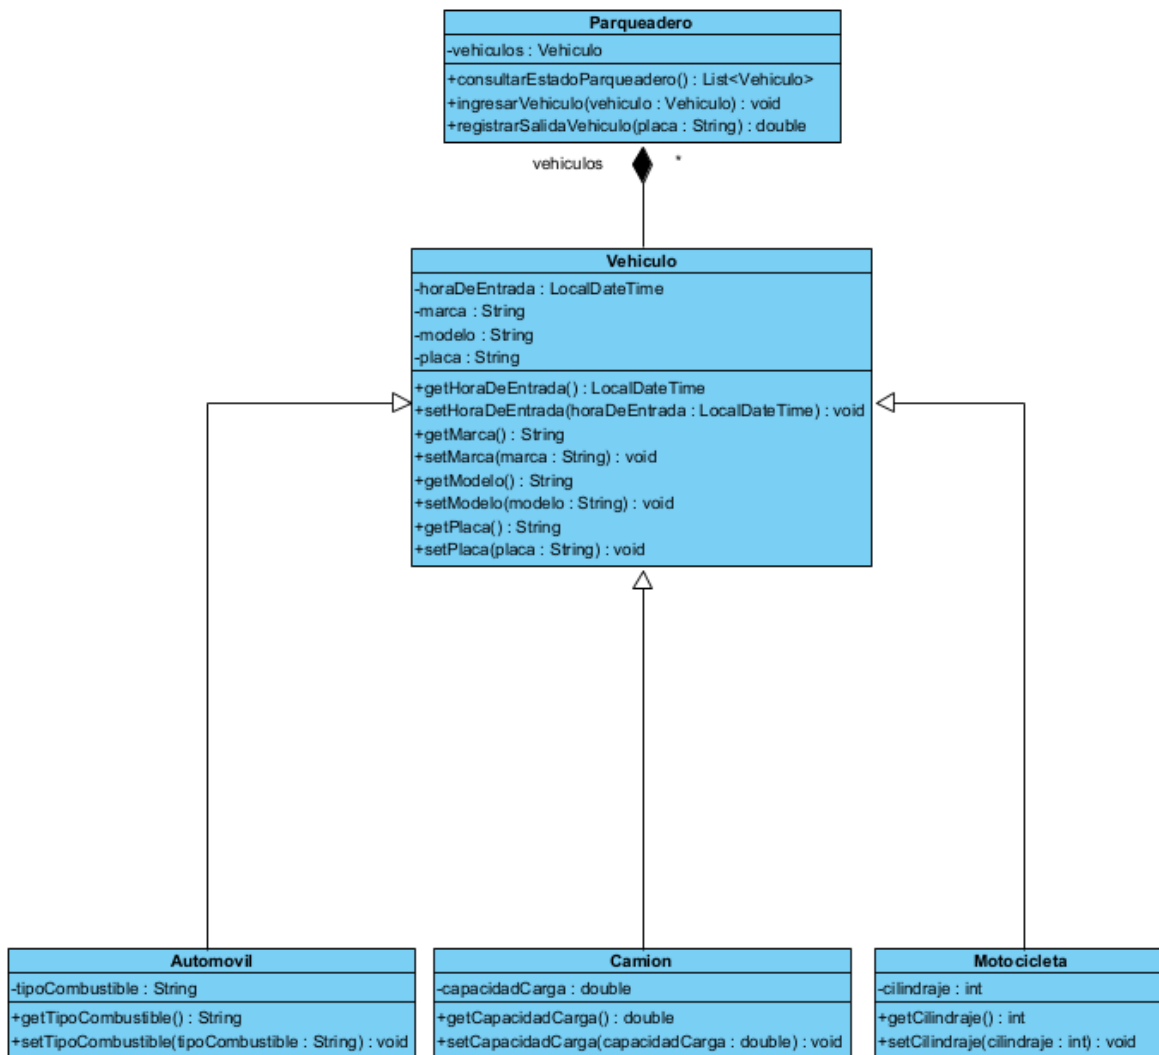 Parqueadero
-vehiculos : Vehiculo
+consultarEstadoParqueadero() : List<Vehiculo>
+ingresarVehiculo(vehiculo : Vehiculo) : void
+registrarSalidaVehiculo(placa : String) : double
vehiculos *
Vehiculo
-horaDeEntrada : LocalDateTime
-marca : String
-modelo : String
-placa : String
+getHoraDeEntrada() : LocalDateTime
+setHoraDeEntrada(horaDeEntrada : LocalDateTime) : void
+getMarca() : String
+setMarca(marca : String) : void
+getModelo() : String
+setModelo(modelo : String) : void
+getPlaca() : String
+setPlaca(placa : String) : void
Automovil
-tipoCombustible : String
+getTipoCombustible() : String
+setTipoCombustible(tipoCombustible : String) : void
Camion
-capacidadCarga : double
+getCapacidadCarga() : double
+setCapacidadCarga(capacidadCarga : double) : void
Motocicleta
-cilindraje : int
+getCilindraje() : int
+setCilindraje(cilindraje : int) : void